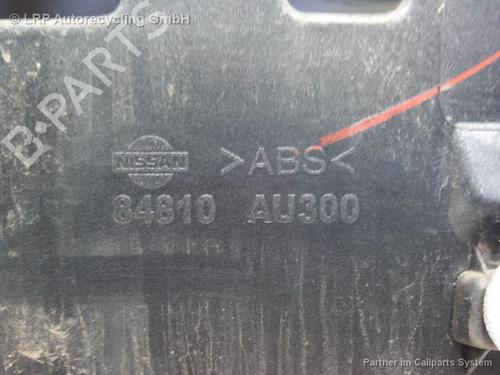 © LRP Autorecycling GmbH
B-Parts
NISSAN >ABS<
84810 AU300
Partner im Callparts System